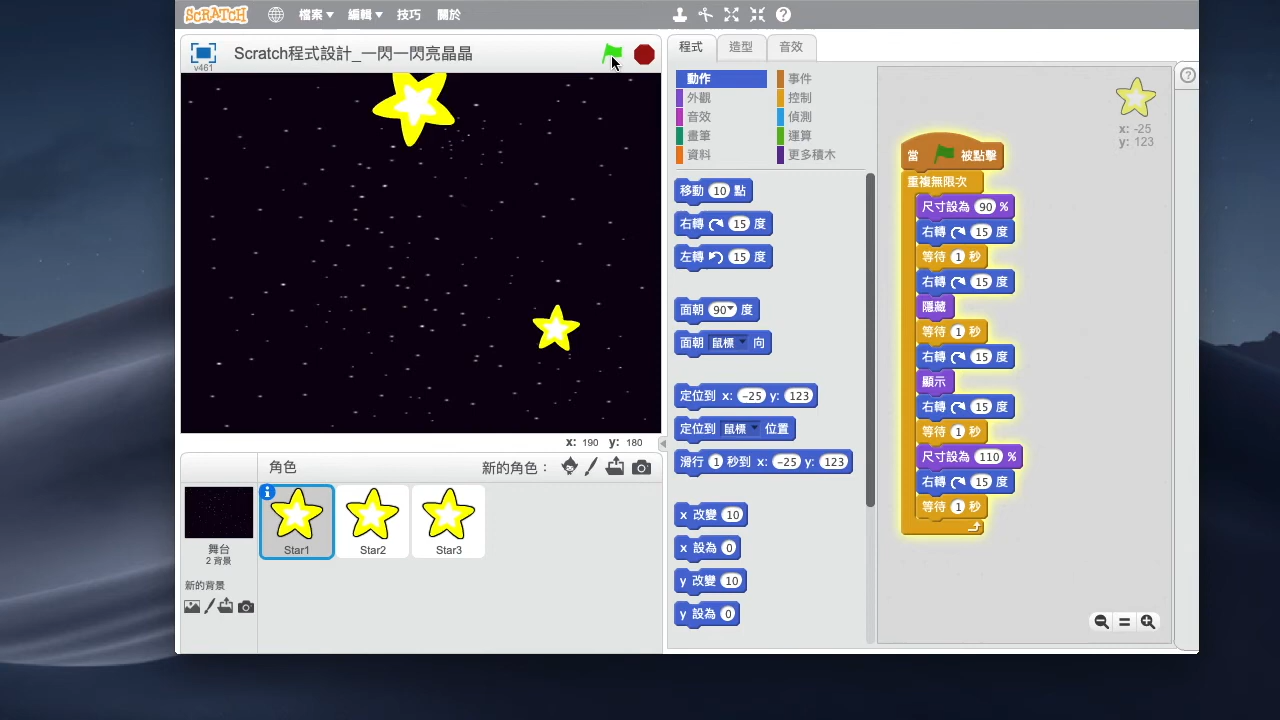 SCRATCH 檔案▼ 編輯▼ 技巧 關於
v461 Scratch程式設計_一閃一閃亮晶晶
x: 190 y: 180
角色 新的角色:
舞台
2 背景
新的背景
Star1 Star2 Star3
程式 造型 音效
動作 事件
外觀 控制
音效 偵測
畫筆 運算
資料 更多積木
移動 10 點
右轉 15 度
左轉 15 度
面朝 90▼ 度
面朝 鼠標 向
定位到 x: -25 y: 123
定位到 鼠標 位置
滑行 1 秒到 x: -25 y: 123
x 改變 10
x 設為 0
y 改變 10
y 設為 0
x: -25
y: 123
當 被點擊
重複無限次
尺寸設為 90 %
右轉 15 度
等待 1 秒
右轉 15 度
隱藏
等待 1 秒
右轉 15 度
顯示
右轉 15 度
等待 1 秒
尺寸設為 110 %
右轉 15 度
等待 1 秒